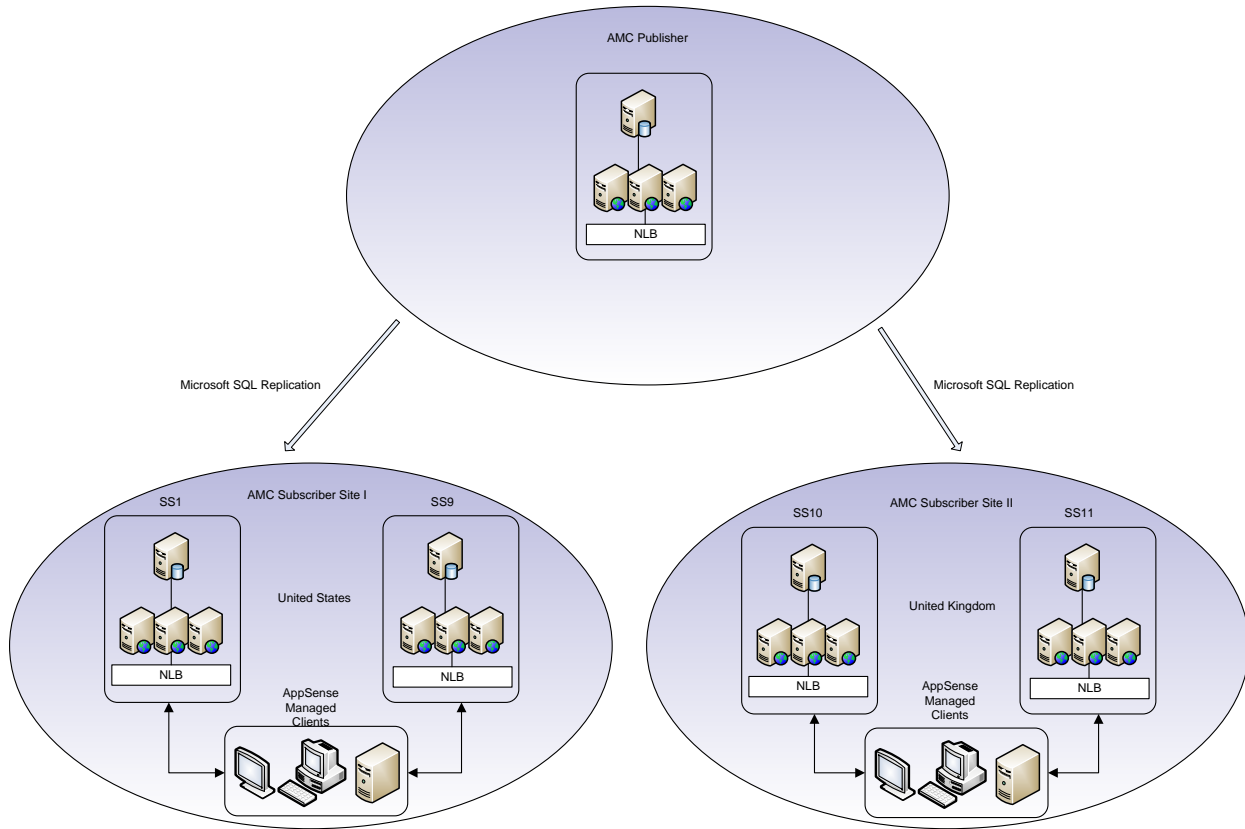 AMC Publisher
NLB
Microsoft SQL Replication
Microsoft SQL Replication
AMC Subscriber Site I
SS1
SS9
United States
NLB
NLB
AppSense
Managed
Clients
AMC Subscriber Site II
SS10
SS11
United Kingdom
NLB
NLB
AppSense
Managed
Clients